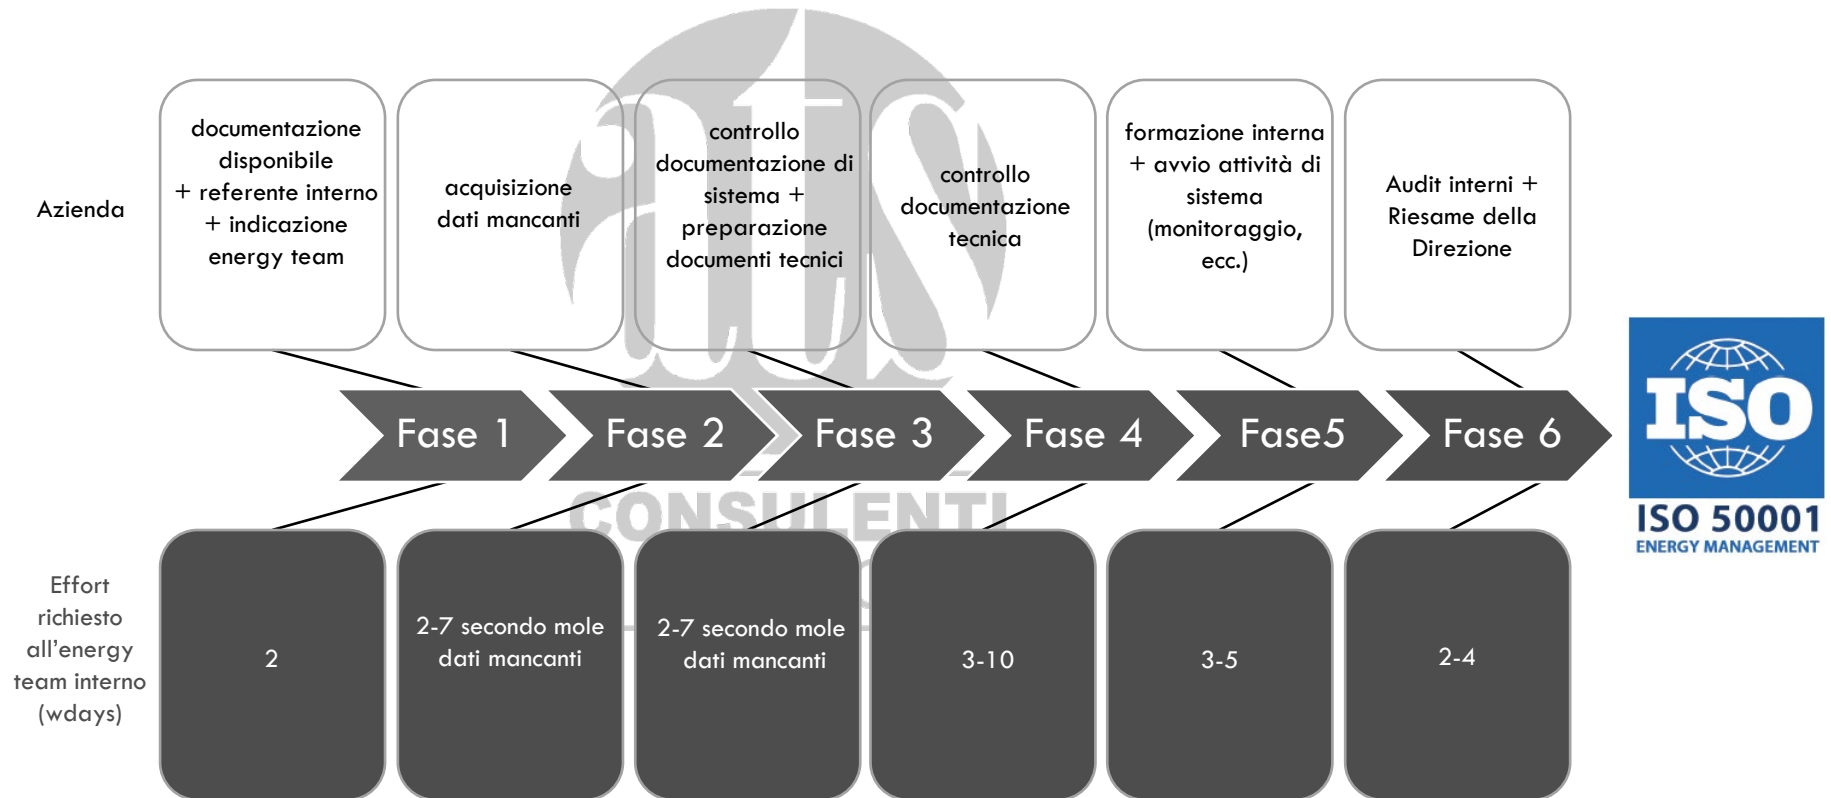 ats
Azienda
documentazione
disponibile
+ referente interno
+ indicazione
energy team
acquisizione
dati mancanti
controllo
documentazione di
sistema +
preparazione
documenti tecnici
controllo
documentazione
tecnica
formazione interna
+ avvio attività di
sistema
(monitoraggio,
ecc.)
Audit interni +
Riesame della
Direzione
Fase 1
Fase 2
Fase 3
Fase 4
Fase5
Fase 6
ISO
ISO 50001
ENERGY MANAGEMENT
CONSULENTI
Effort
richiesto
all'energy
team interno
(wdays)
2
2-7 secondo mole
dati mancanti
2-7 secondo mole
dati mancanti
3-10
3-5
2-4